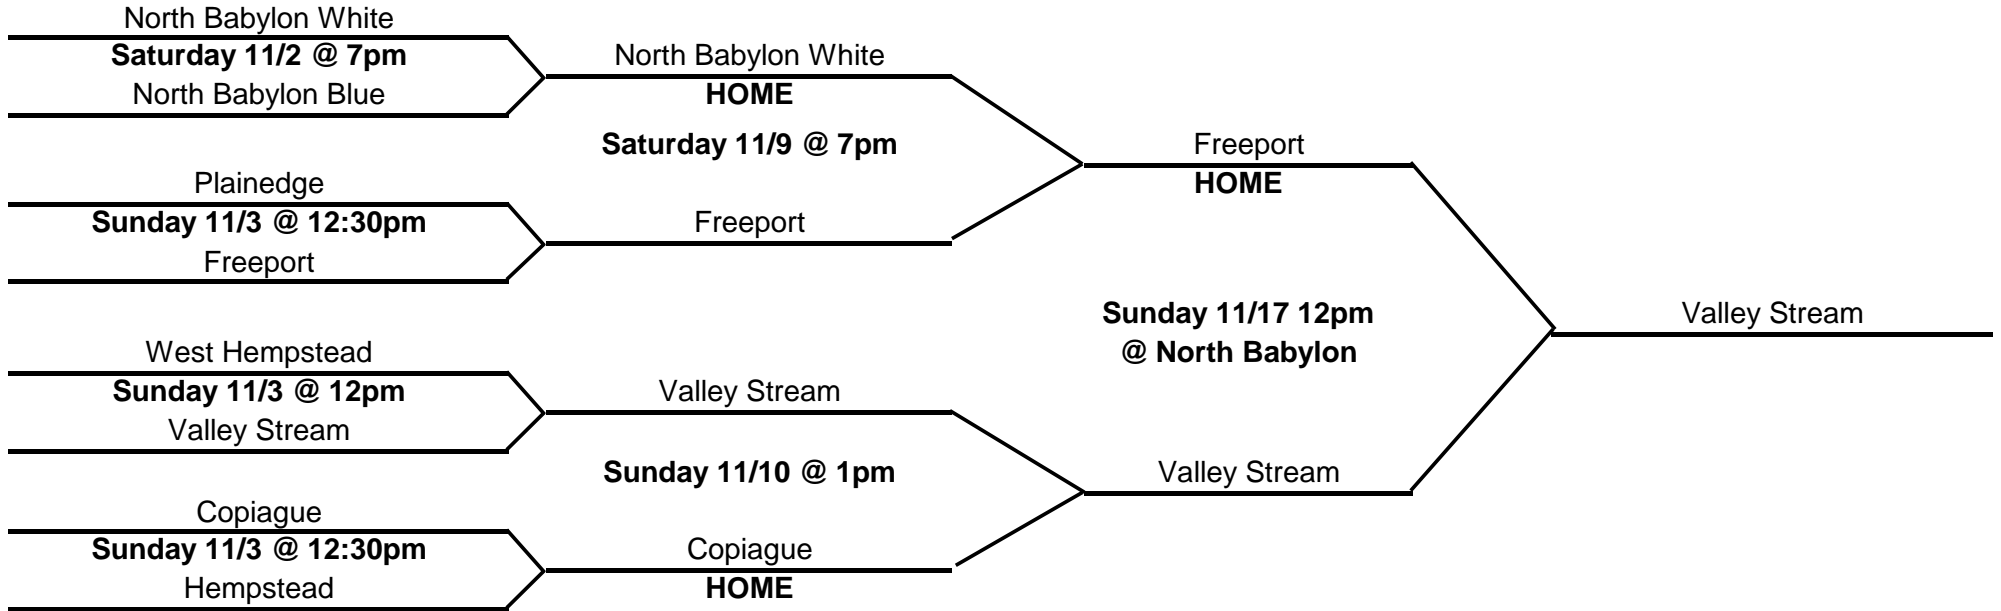 North Babylon White
Saturday 11/2 @ 7pm
North Babylon Blue
Plainedge
Sunday 11/3 @ 12:30pm
Freeport
West Hempstead
Sunday 11/3 @ 12pm
Valley Stream
Copiague
Sunday 11/3 @ 12:30pm
Hempstead
North Babylon White
HOME
Saturday 11/9 @ 7pm
Freeport
Valley Stream
Sunday 11/10 @ 1pm
Copiague
HOME
Freeport
HOME
Sunday 11/17 12pm
@ North Babylon
Valley Stream
Valley Stream